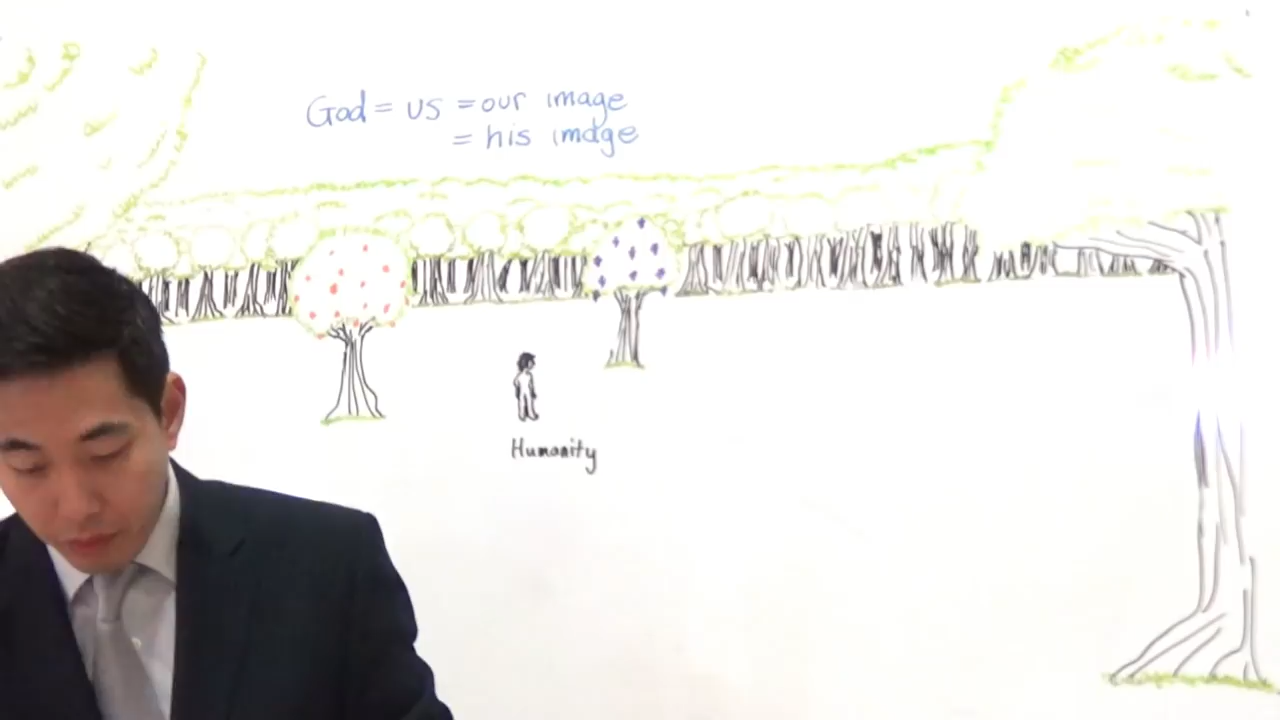 God = us = our image
= his image
Humanity